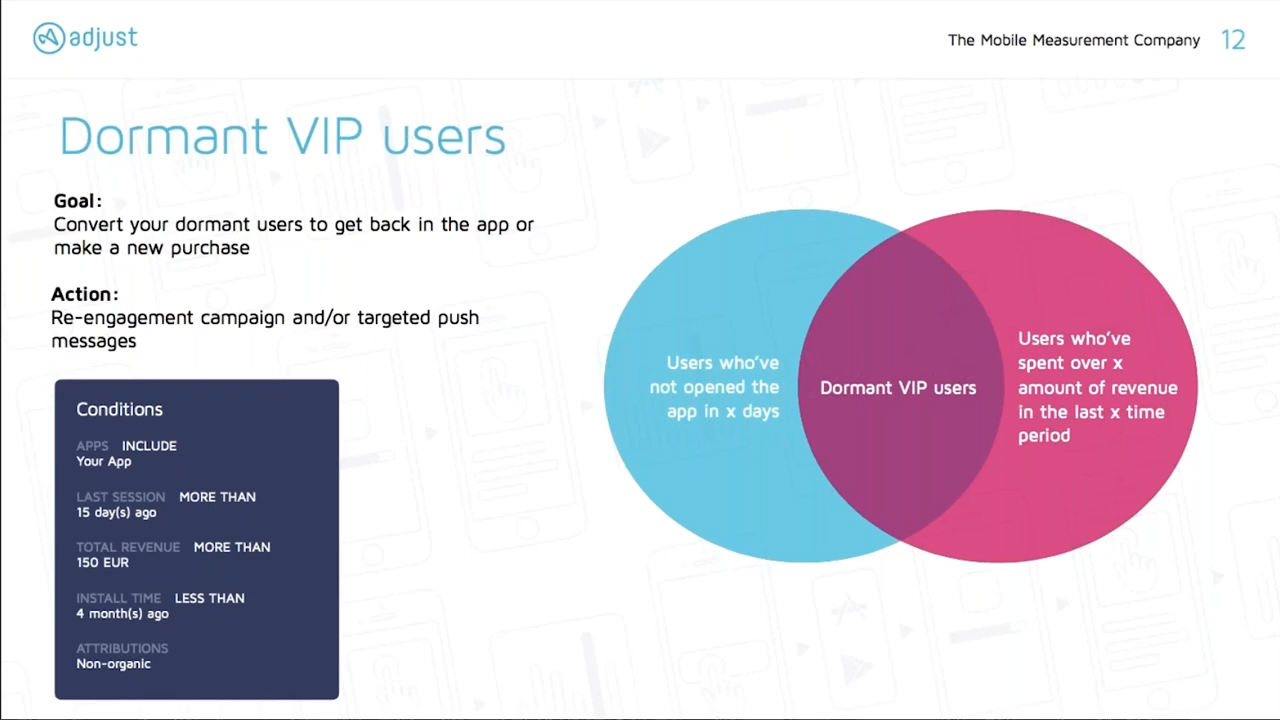 adjust
The Mobile Measurement Company 12
Dormant VIP users
Goal:
Convert your dormant users to get back in the app or
make a new purchase
Action:
Re-engagement campaign and/or targeted push
messages
Conditions
APPS INCLUDE
Your App
LAST SESSION MORE THAN
15 day(s) ago
TOTAL REVENUE MORE THAN
150 EUR
INSTALL TIME LESS THAN
4 month(s) ago
ATTRIBUTIONS
Non-organic
Users who've
not opened the
app in x days
Dormant VIP users
Users who've
spent over x
amount of revenue
in the last x time
period